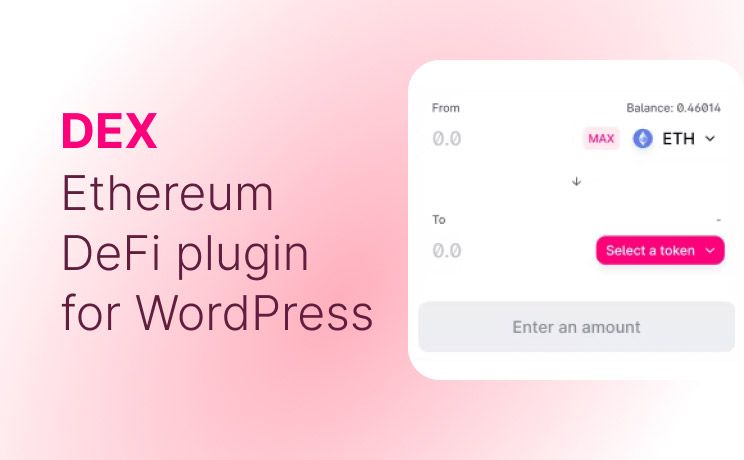 DEX
Ethereum
DeFi plugin
for WordPress
From Balance: 0.46014
0.0 MAX ETH
To -
0.0 Select a token
Enter an amount